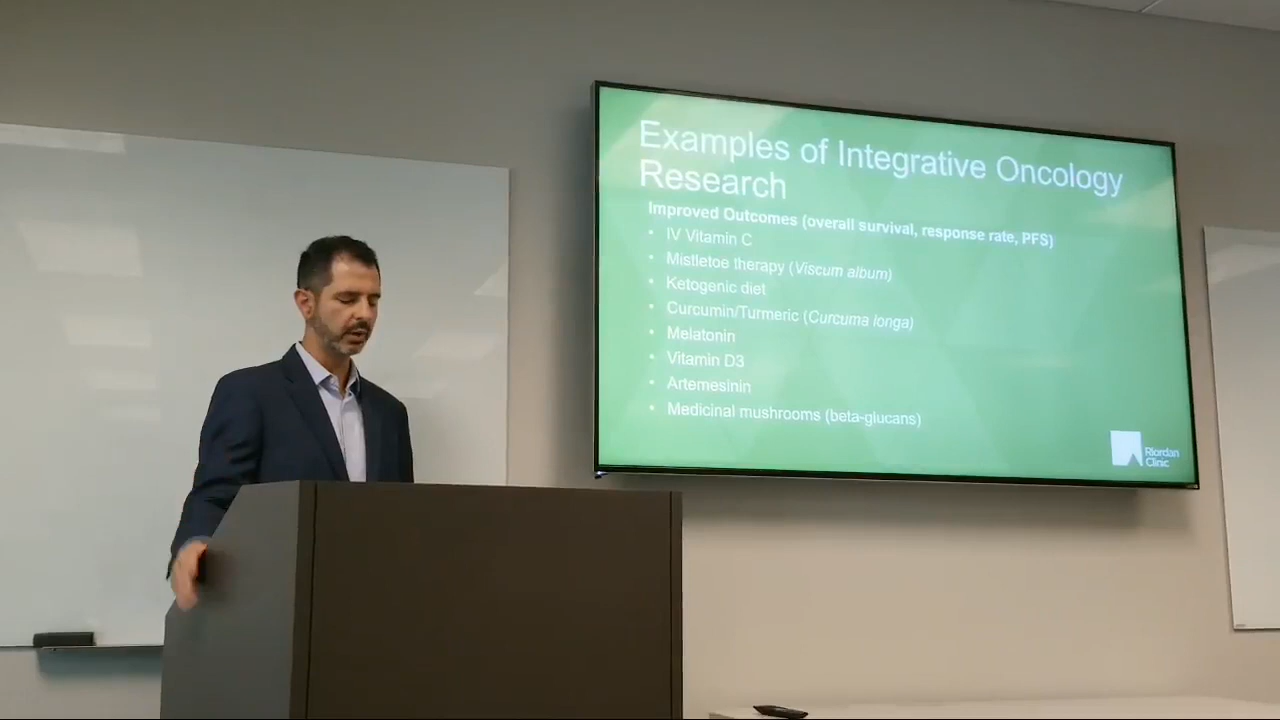 Examples of Integrative Oncology
Research
Improved Outcomes (overall survival, response rate, PFS)
• IV Vitamin C
• Mistletoe therapy (Viscum album)
• Ketogenic diet
• Curcumin/Turmeric (Curcuma longa)
• Melatonin
• Vitamin D3
• Artemesinin
• Medicinal mushrooms (beta-glucans)
Riordan
Clinic